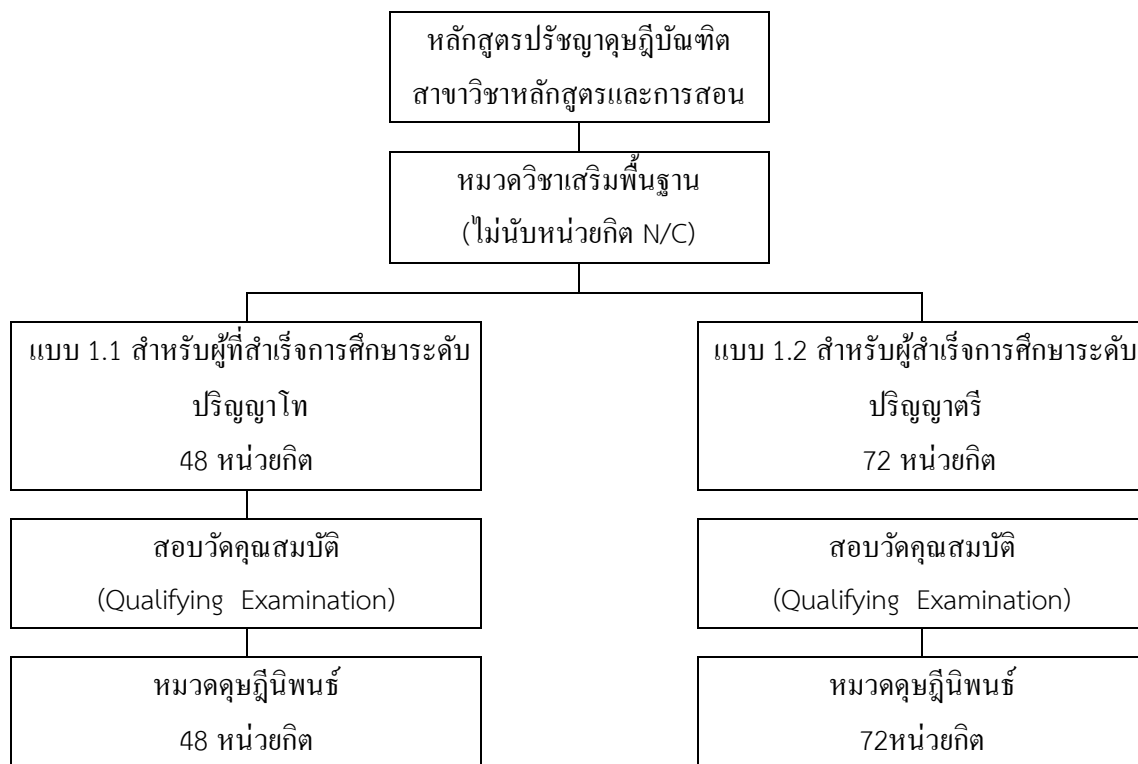 หลักสูตรปรัชญาดุษฎีบัณฑิต
สาขาวิชาหลักสูตรและการสอน
หมวดวิชาเสริมพื้นฐาน
(ไม่นับหน่วยกิต N/C)
แบบ 1.1 สำหรับผู้ที่สำเร็จการศึกษาระดับ
ปริญญาโท
48 หน่วยกิต
แบบ 1.2 สำหรับผู้สำเร็จการศึกษาระดับ
ปริญญาตรี
72 หน่วยกิต
สอบวัดคุณสมบัติ
(Qualifying Examination)
สอบวัดคุณสมบัติ
(Qualifying Examination)
หมวดดุษฎีนิพนธ์
48 หน่วยกิต
หมวดดุษฎีนิพนธ์
72หน่วยกิต